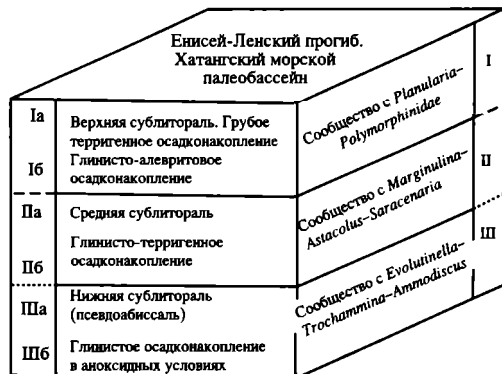 Енисей-Ленский прогиб.
Хатангский морской
палеобассейн
Iа
Верхняя сублитораль. Грубое
терригенное осадконакопление
Iб
Глинисто-алевритовое
осадконакопление
IIа
Средняя сублитораль
Глинисто-терригенное
IIб
осадконакопление
IIIа
Нижняя сублитораль
(псевдоабиссаль)
IIIб
Глинистое осадконакопление
в аноксидных условиях
Сообщество с Planularia–
Polymorphinidae
I
Сообщество с Marginulina–
Astacolus–Saracenaria
II
Сообщество с Evolutinella–
Trochammina–Ammodiscus
III